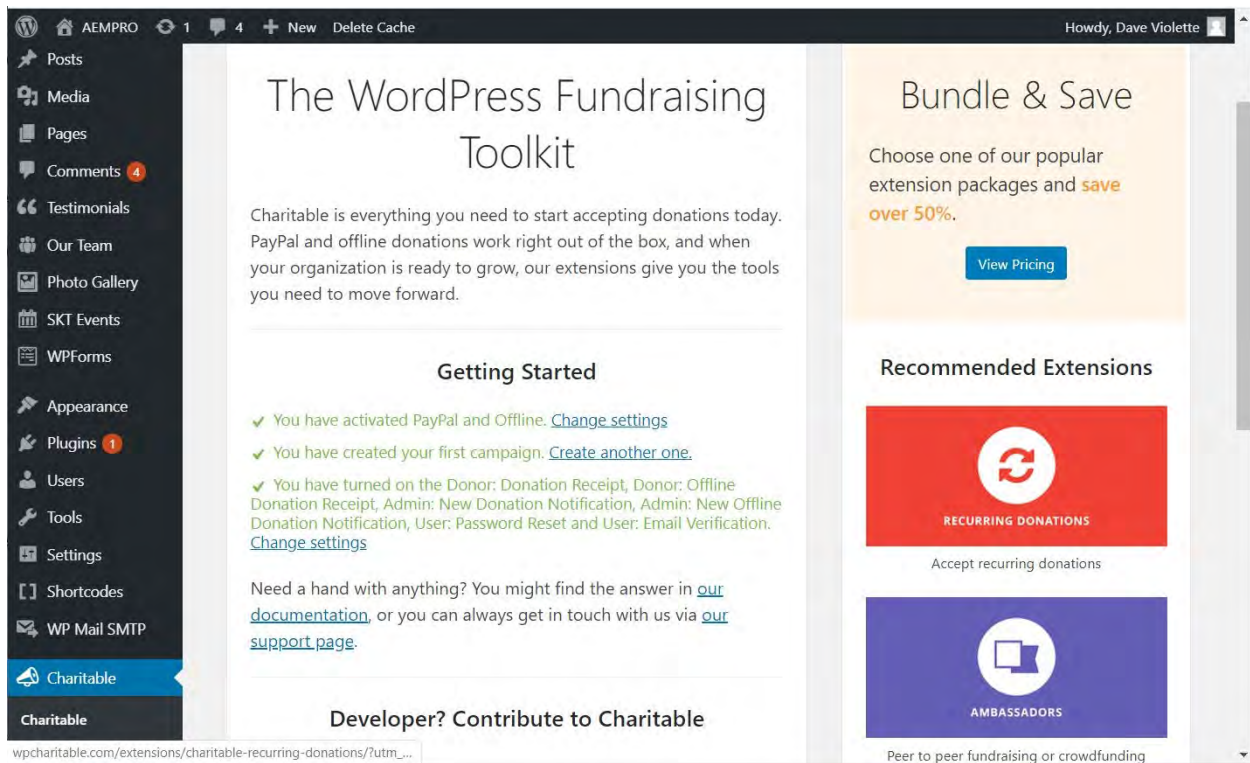 AEMPRO 1 4 + New Delete Cache Howdy, Dave Violette
Posts
Media
Pages
Comments 4
Testimonials
Our Team
Photo Gallery
SKT Events
WPForms
Appearance
Plugins 1
Users
Tools
Settings
Shortcodes
WP Mail SMTP
Charitable
Charitable
The WordPress Fundraising
Toolkit
Charitable is everything you need to start accepting donations today.
PayPal and offline donations work right out of the box, and when
your organization is ready to grow, our extensions give you the tools
you need to move forward.
Getting Started
You have activated PayPal and Offline. Change settings
You have created your first campaign. Create another one.
You have turned on the Donor: Donation Receipt, Donor: Offline
Donation Receipt, Admin: New Donation Notification, Admin: New Offline
Donation Notification, User: Password Reset and User: Email Verification.
Change settings
Need a hand with anything? You might find the answer in our
documentation, or you can always get in touch with us via our
support page.
Developer? Contribute to Charitable
Bundle & Save
Choose one of our popular
extension packages and save
over 50%.
View Pricing
Recommended Extensions
RECURRING DONATIONS
Accept recurring donations
AMBASSADORS
Peer to peer fundraising or crowdfunding
wpcharitable.com/extensions/charitable-recurring-donations/?utm_...